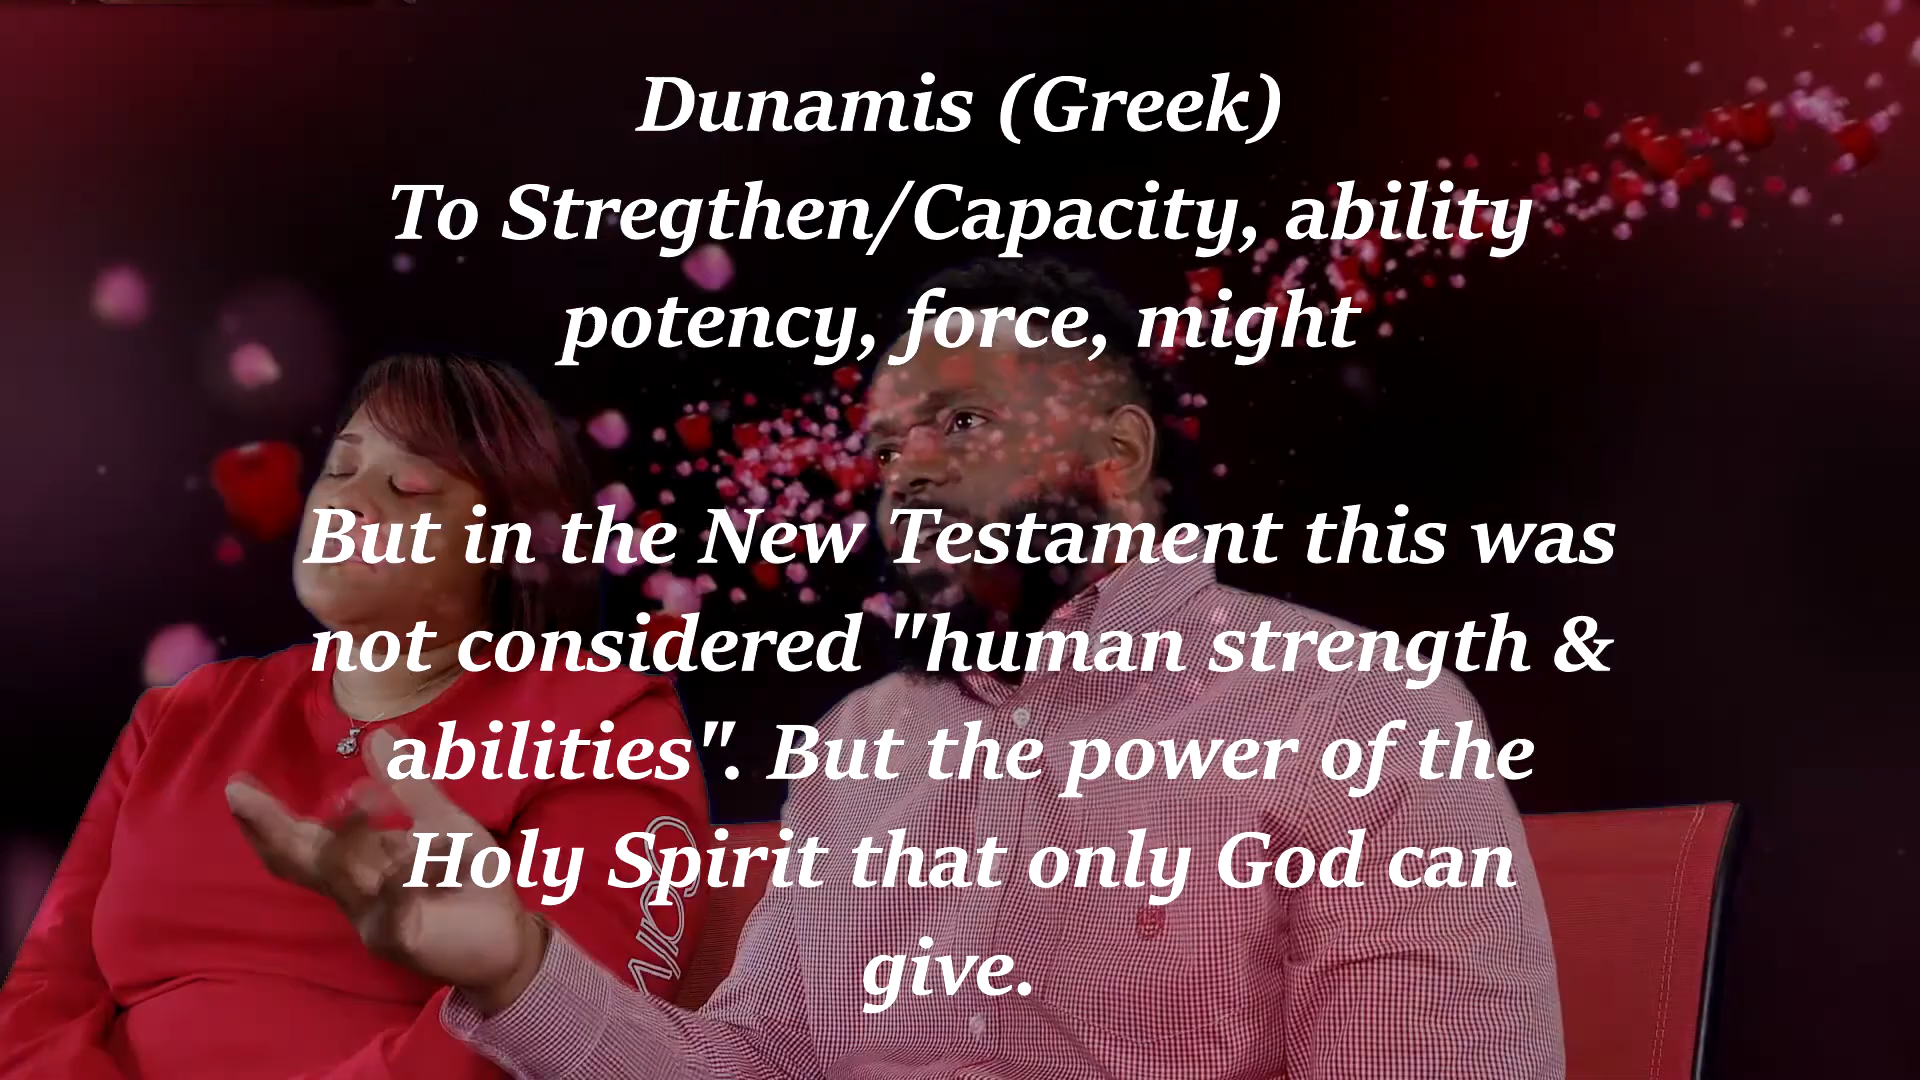 Dunamis (Greek)
To Stregthen/Capacity, ability
potency, force, might
But in the New Testament this was
not considered "human strength &
abilities". But the power of the
Holy Spirit that only God can
give.